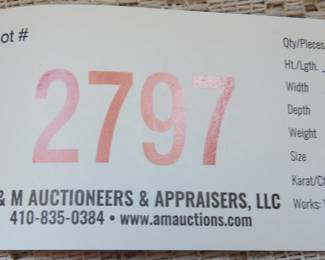 ot #
2797
& M AUCTIONEERS & APPRAISERS, LLC
410-835-0384 • www.amauctions.com
Qty/Pieces
Ht./Lgth.
Width
Depth
Weight
Size
Karat/Ct
Works: